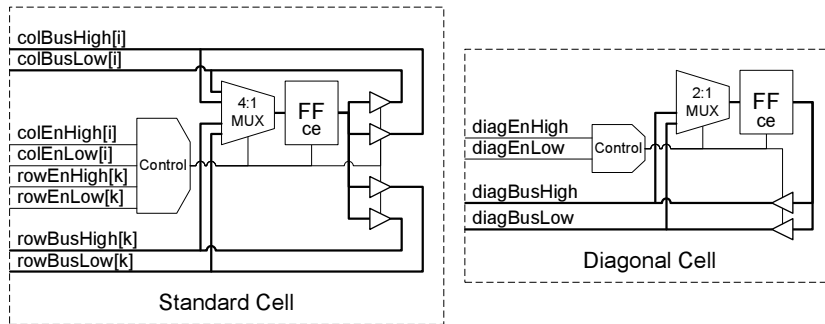 colBusHigh[i]
colBusLow[i]
4:1
MUX
FF
ce
colEnHigh[i]
colEnLow[i]
rowEnHigh[k]
rowEnLow[k]
Control
rowBusHigh[k]
rowBusLow[k]
Standard Cell
2:1
MUX
FF
ce
diagEnHigh
diagEnLow
Control
diagBusHigh
diagBusLow
Diagonal Cell